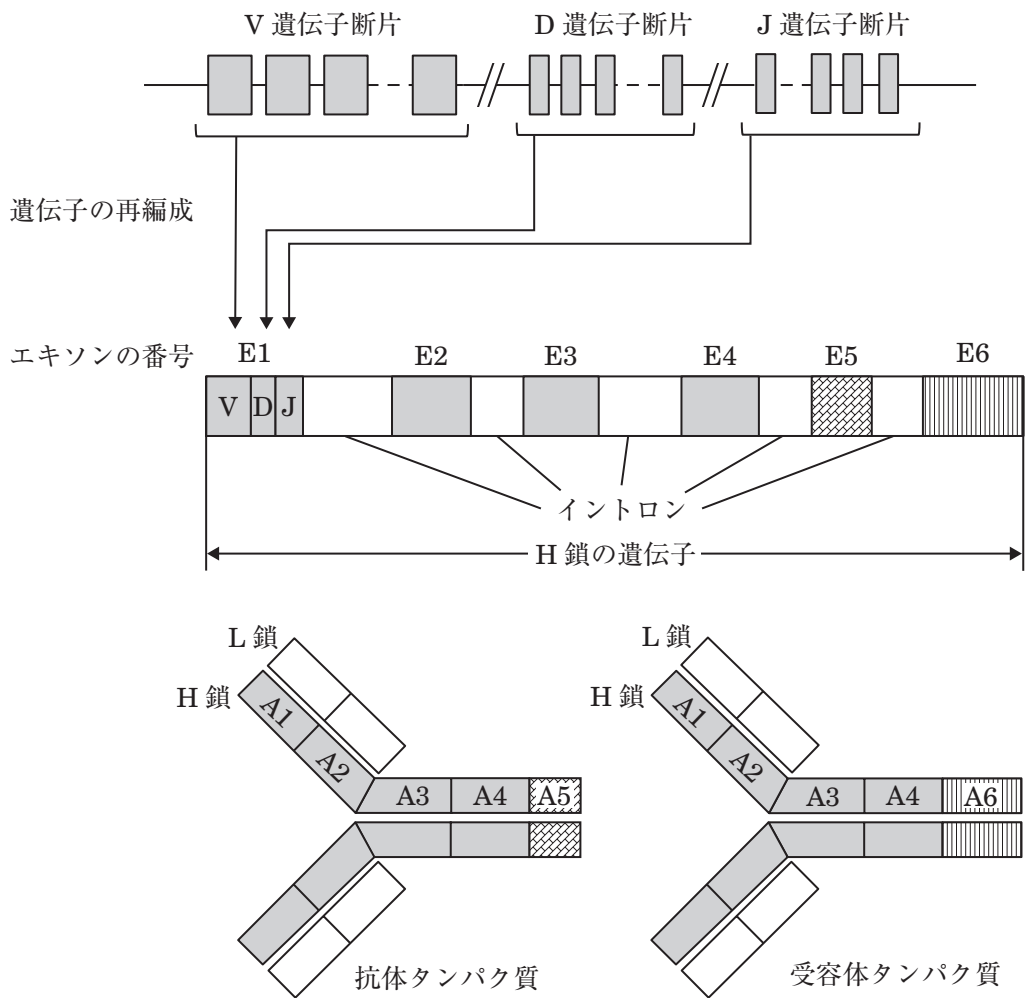 V 遺伝子断片 D 遺伝子断片 J 遺伝子断片
遺伝子の再編成
エキソンの番号 E1 E2 E3 E4 E5 E6
V D J
イントロン
H 鎖の遺伝子
L 鎖 L 鎖
H 鎖 H 鎖
A1 A1
A2 A2
A3 A4 A5 A3 A4 A6
抗体タンパク質 受容体タンパク質